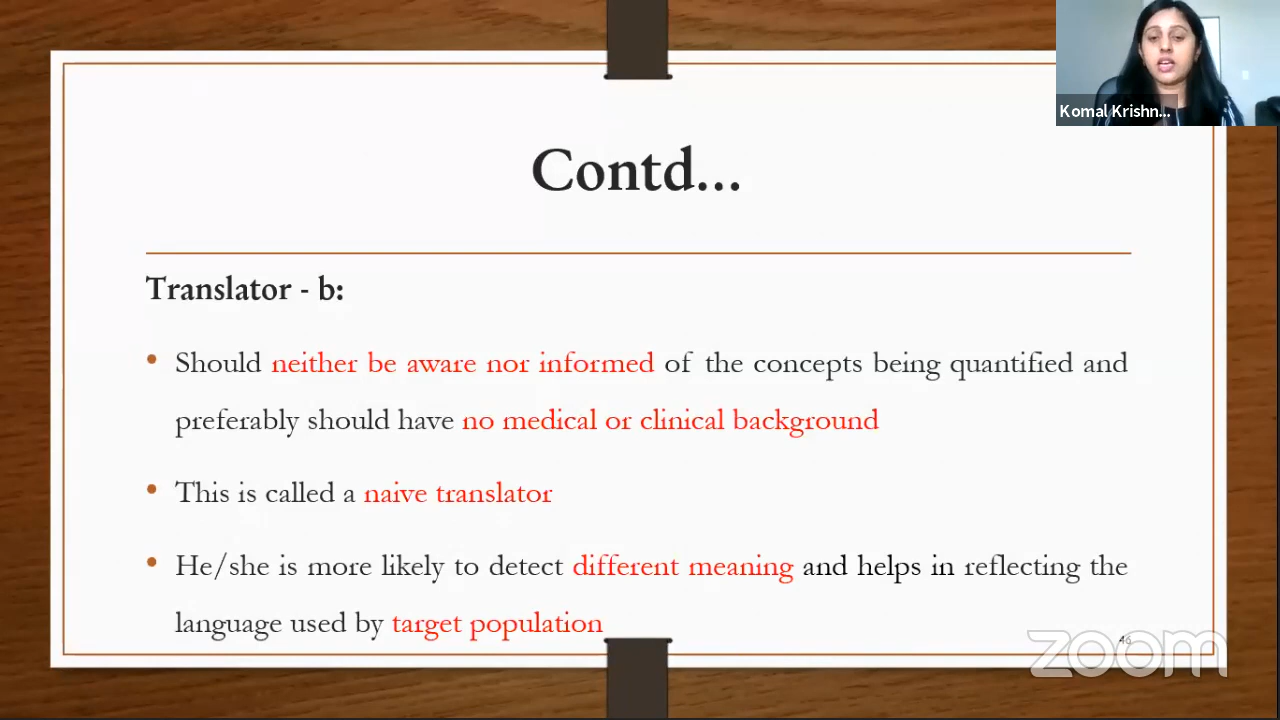 Komal Krishn...
Contd...
Translator - b:
• Should neither be aware nor informed of the concepts being quantified and
preferably should have no medical or clinical background
• This is called a naive translator
• He/she is more likely to detect different meaning and helps in reflecting the
language used by target population
46
zoom